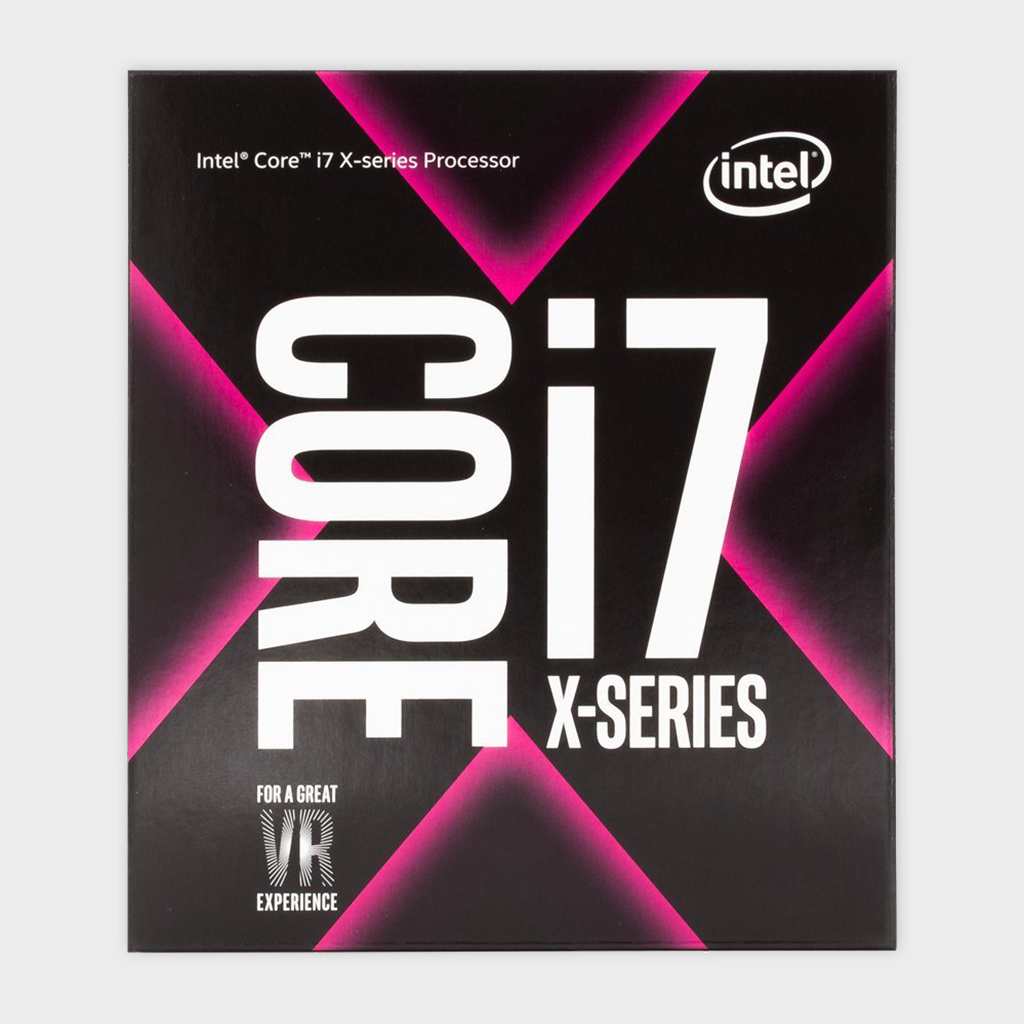 Intel® Core™ i7 X-series Processor
intel®
CORE
i7
X-SERIES
FOR A GREAT
VR
EXPERIENCE